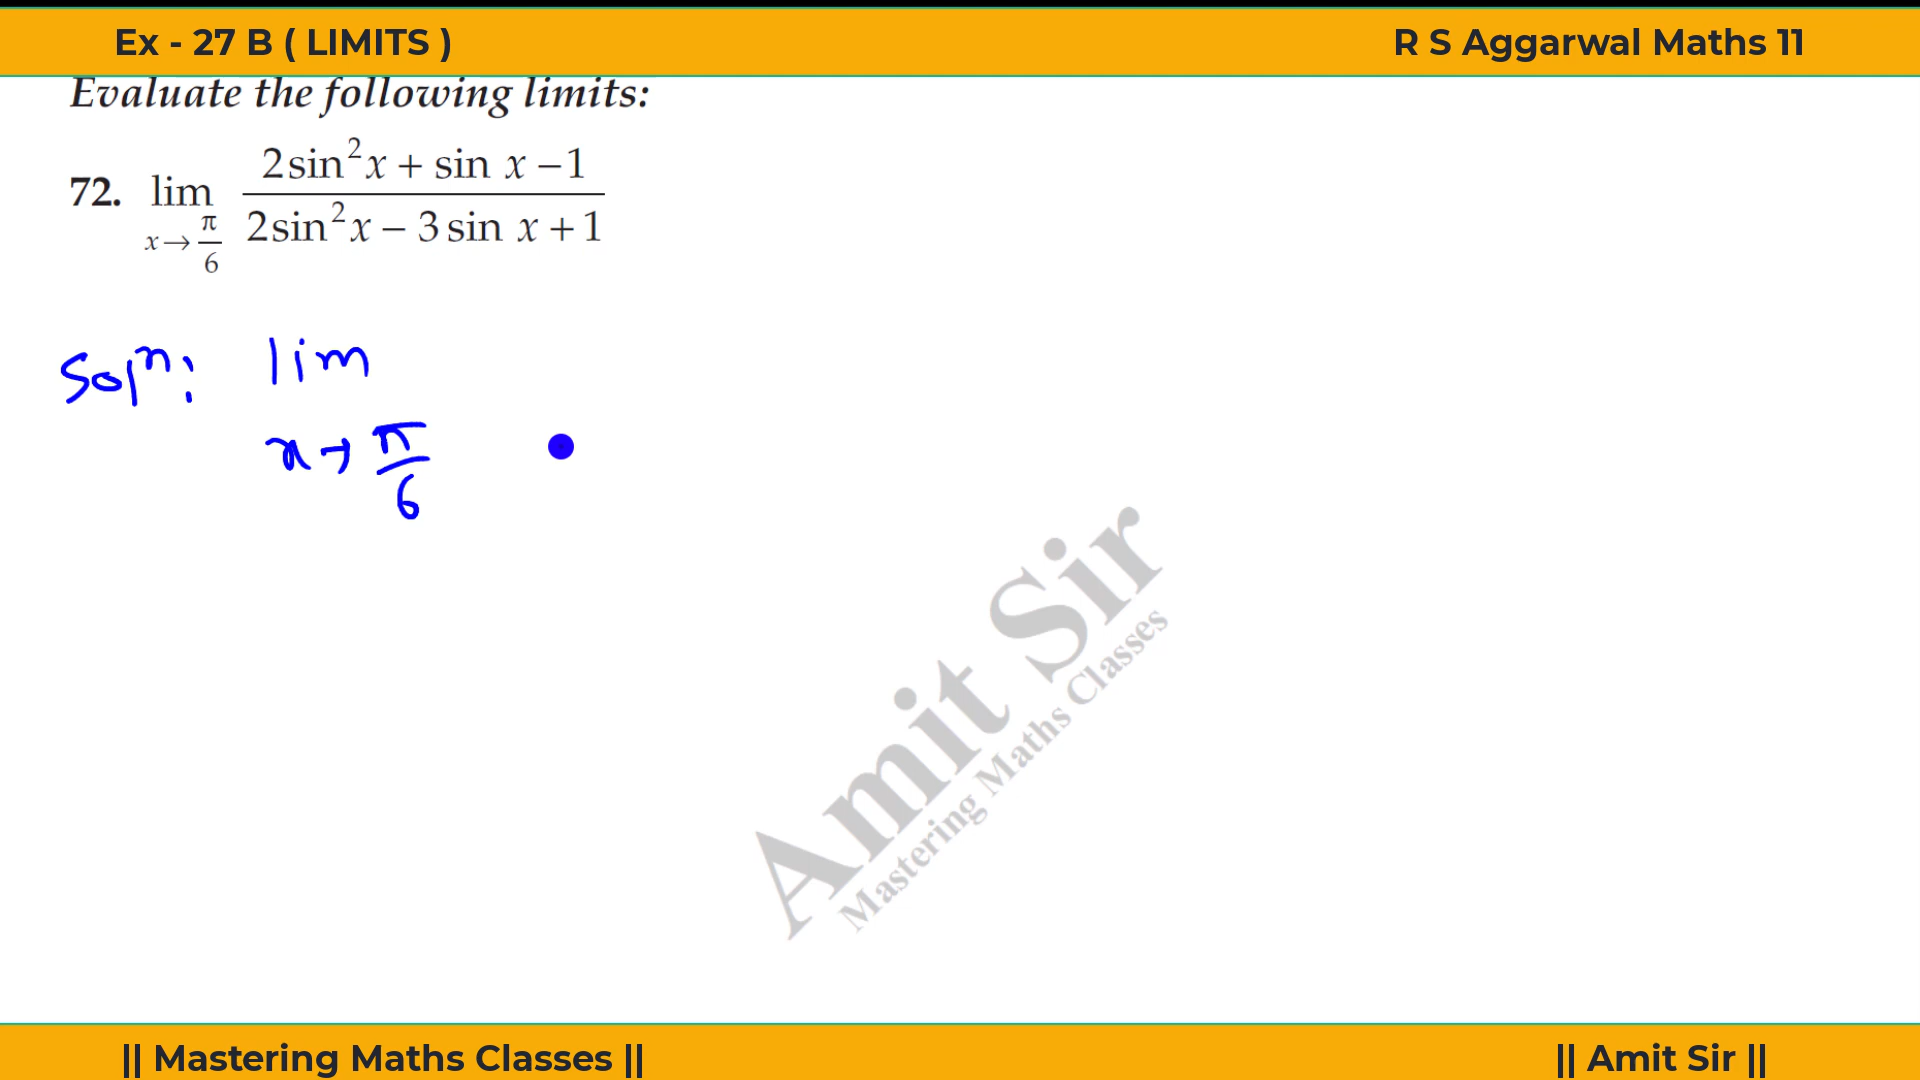 Ex - 27 B ( LIMITS )
R S Aggarwal Maths 11
Evaluate the following limits:
72. lim x→π/6 (2sin²x + sin x − 1)/(2sin²x − 3 sin x + 1)
Solⁿ: lim
x→π/6
Amit Sir
Mastering Maths Classes
|| Mastering Maths Classes ||
|| Amit Sir ||